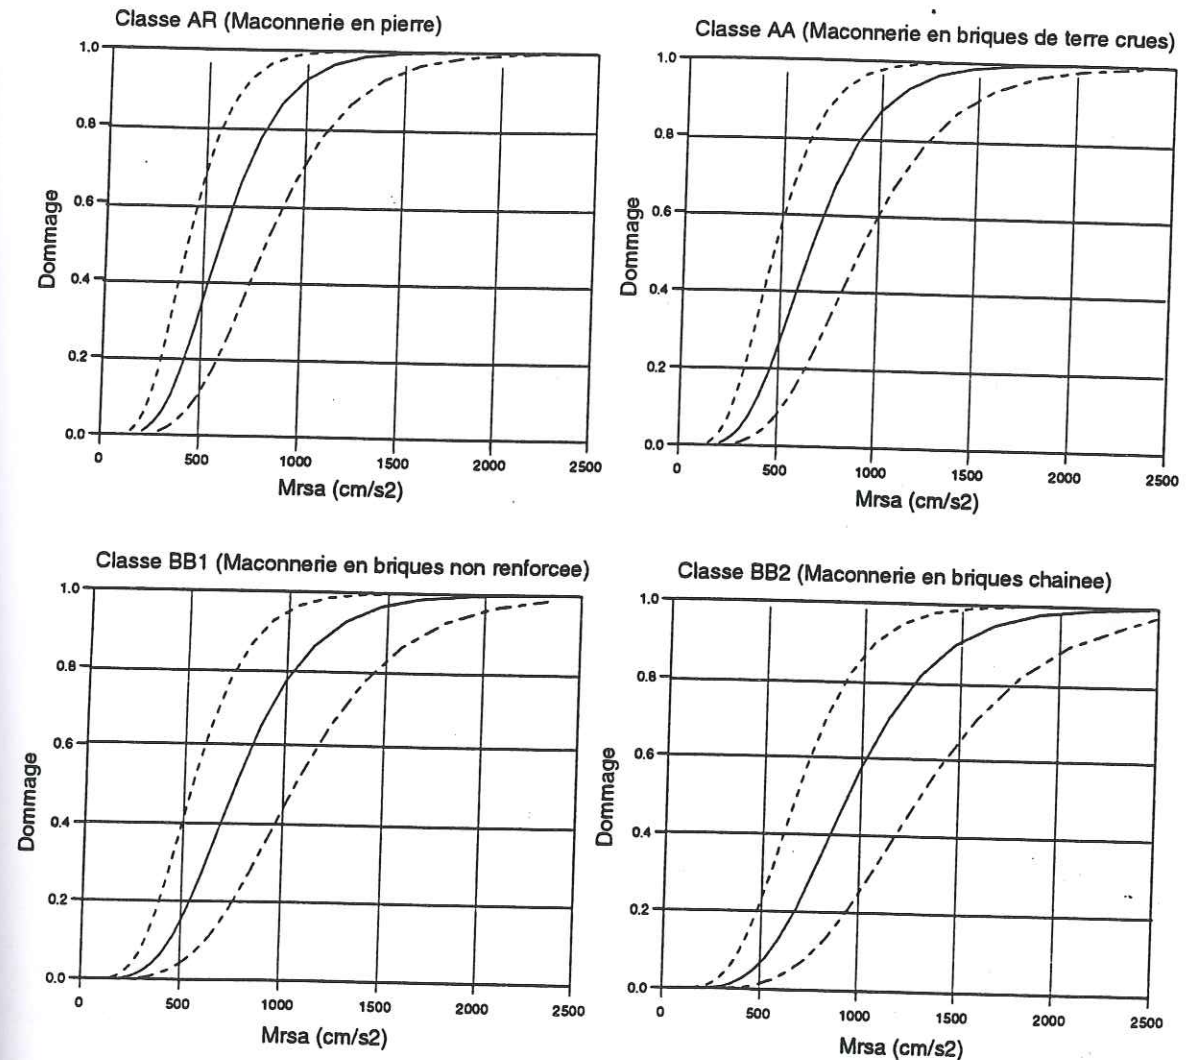 Classe AR (Maconnerie en pierre)
1.0
0.8
0.6
0.4
0.2
0.0
Dommage
0 500 1000 1500 2000 2500
Mrsa (cm/s2)
Classe AA (Maconnerie en briques de terre crues)
1.0
0.8
0.6
0.4
0.2
0.0
Dommage
0 500 1000 1500 2000 2500
Mrsa (cm/s2)
Classe BB1 (Maconnerie en briques non renforcee)
1.0
0.8
0.6
0.4
0.2
0.0
Dommage
0 500 1000 1500 2000 2500
Mrsa (cm/s2)
Classe BB2 (Maconnerie en briques chainee)
1.0
0.8
0.6
0.4
0.2
0.0
Dommage
0 500 1000 1500 2000 2500
Mrsa (cm/s2)